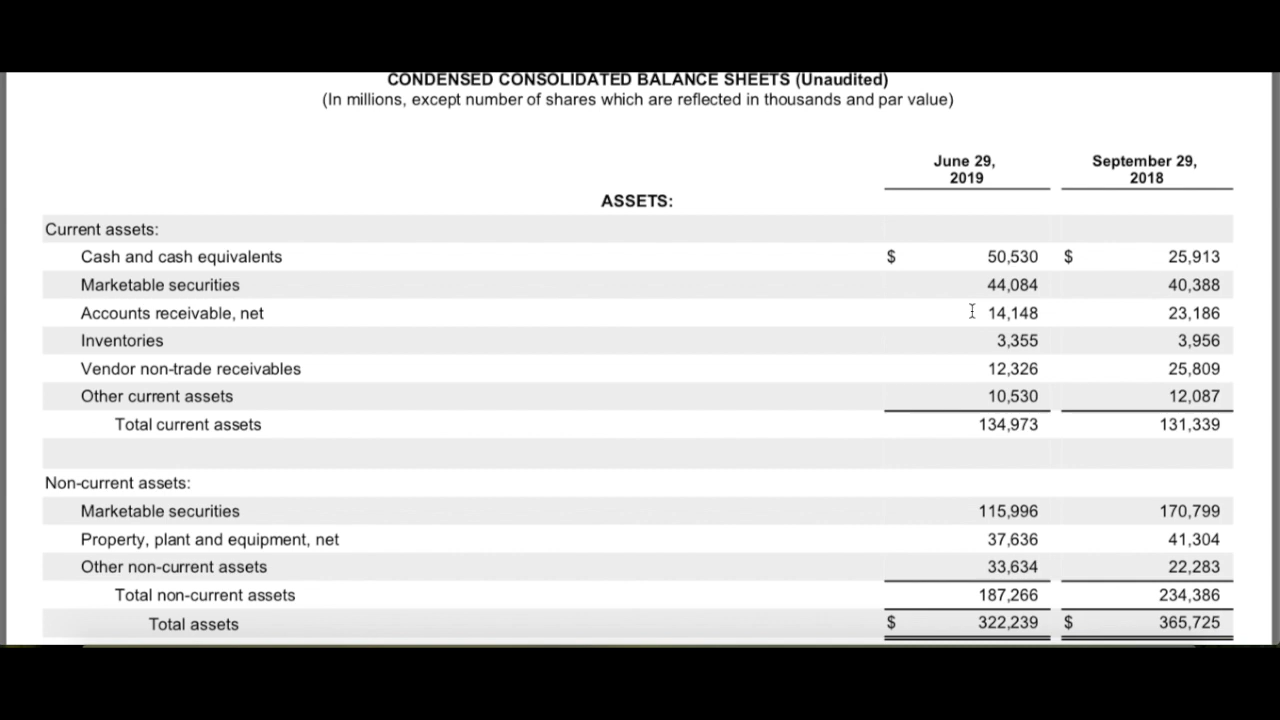 CONDENSED CONSOLIDATED BALANCE SHEETS (Unaudited)
(In millions, except number of shares which are reflected in thousands and par value)
June 29, 2019 September 29, 2018
ASSETS:
Current assets:
Cash and cash equivalents $ 50,530 $ 25,913
Marketable securities 44,084 40,388
Accounts receivable, net 14,148 23,186
Inventories 3,355 3,956
Vendor non-trade receivables 12,326 25,809
Other current assets 10,530 12,087
Total current assets 134,973 131,339
Non-current assets:
Marketable securities 115,996 170,799
Property, plant and equipment, net 37,636 41,304
Other non-current assets 33,634 22,283
Total non-current assets 187,266 234,386
Total assets $ 322,239 $ 365,725